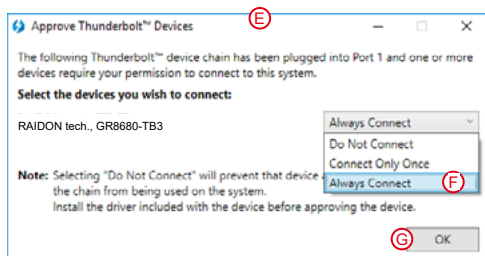 Approve Thunderbolt™ Devices
E
The following Thunderbolt™ device chain has been plugged into Port 1 and one or more
devices require your permission to connect to this system.
Select the devices you wish to connect:
RAIDON tech., GR8680-TB3
Always Connect
Do Not Connect
Connect Only Once
Always Connect
F
Note: Selecting "Do Not Connect" will prevent that device
the chain from being used on the system.
Install the driver included with the device before approving the device.
G
OK